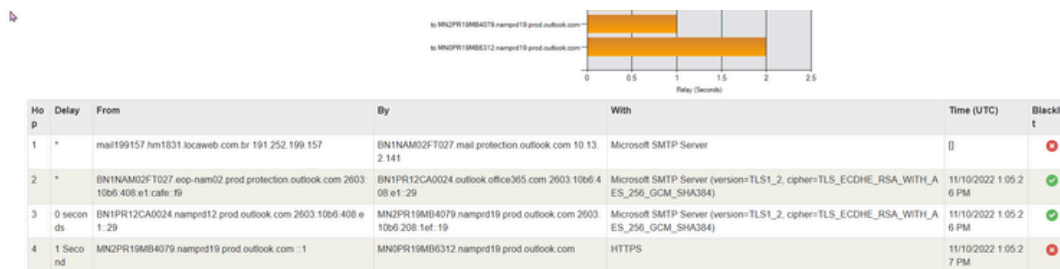 to MN2PR19MB4079.namprd19.prod.outlook.com
to MN0PR19MB6312.namprd19.prod.outlook.com
0 0.5 1 1.5 2 2.5
Relay (Seconds)
Ho Delay From By With Time (UTC) Blackli
p t
1 * mail199157.hm1831.locaweb.com.br 191.252.199.157 BN1NAM02FT027.mail.protection.outlook.com 10.13. Microsoft SMTP Server []
2.141
2 * BN1NAM02FT027.eop-nam02.prod.protection.outlook.com 2603: BN1PR12CA0024.outlook.office365.com 2603:10b6:4 Microsoft SMTP Server (version=TLS1_2, cipher=TLS_ECDHE_RSA_WITH_A 11/10/2022 1:05:2
10b6:408:e1:cafe::f9 08:e1::29 ES_256_GCM_SHA384) 6 PM
3 0 secon BN1PR12CA0024.namprd12.prod.outlook.com 2603:10b6:408:e MN2PR19MB4079.namprd19.prod.outlook.com 2603: Microsoft SMTP Server (version=TLS1_2, cipher=TLS_ECDHE_RSA_WITH_A 11/10/2022 1:05:2
ds 1::29 10b6:208:1ef::19 ES_256_GCM_SHA384) 6 PM
4 1 Seco MN2PR19MB4079.namprd19.prod.outlook.com ::1 MN0PR19MB6312.namprd19.prod.outlook.com HTTPS 11/10/2022 1:05:2
nd 7 PM